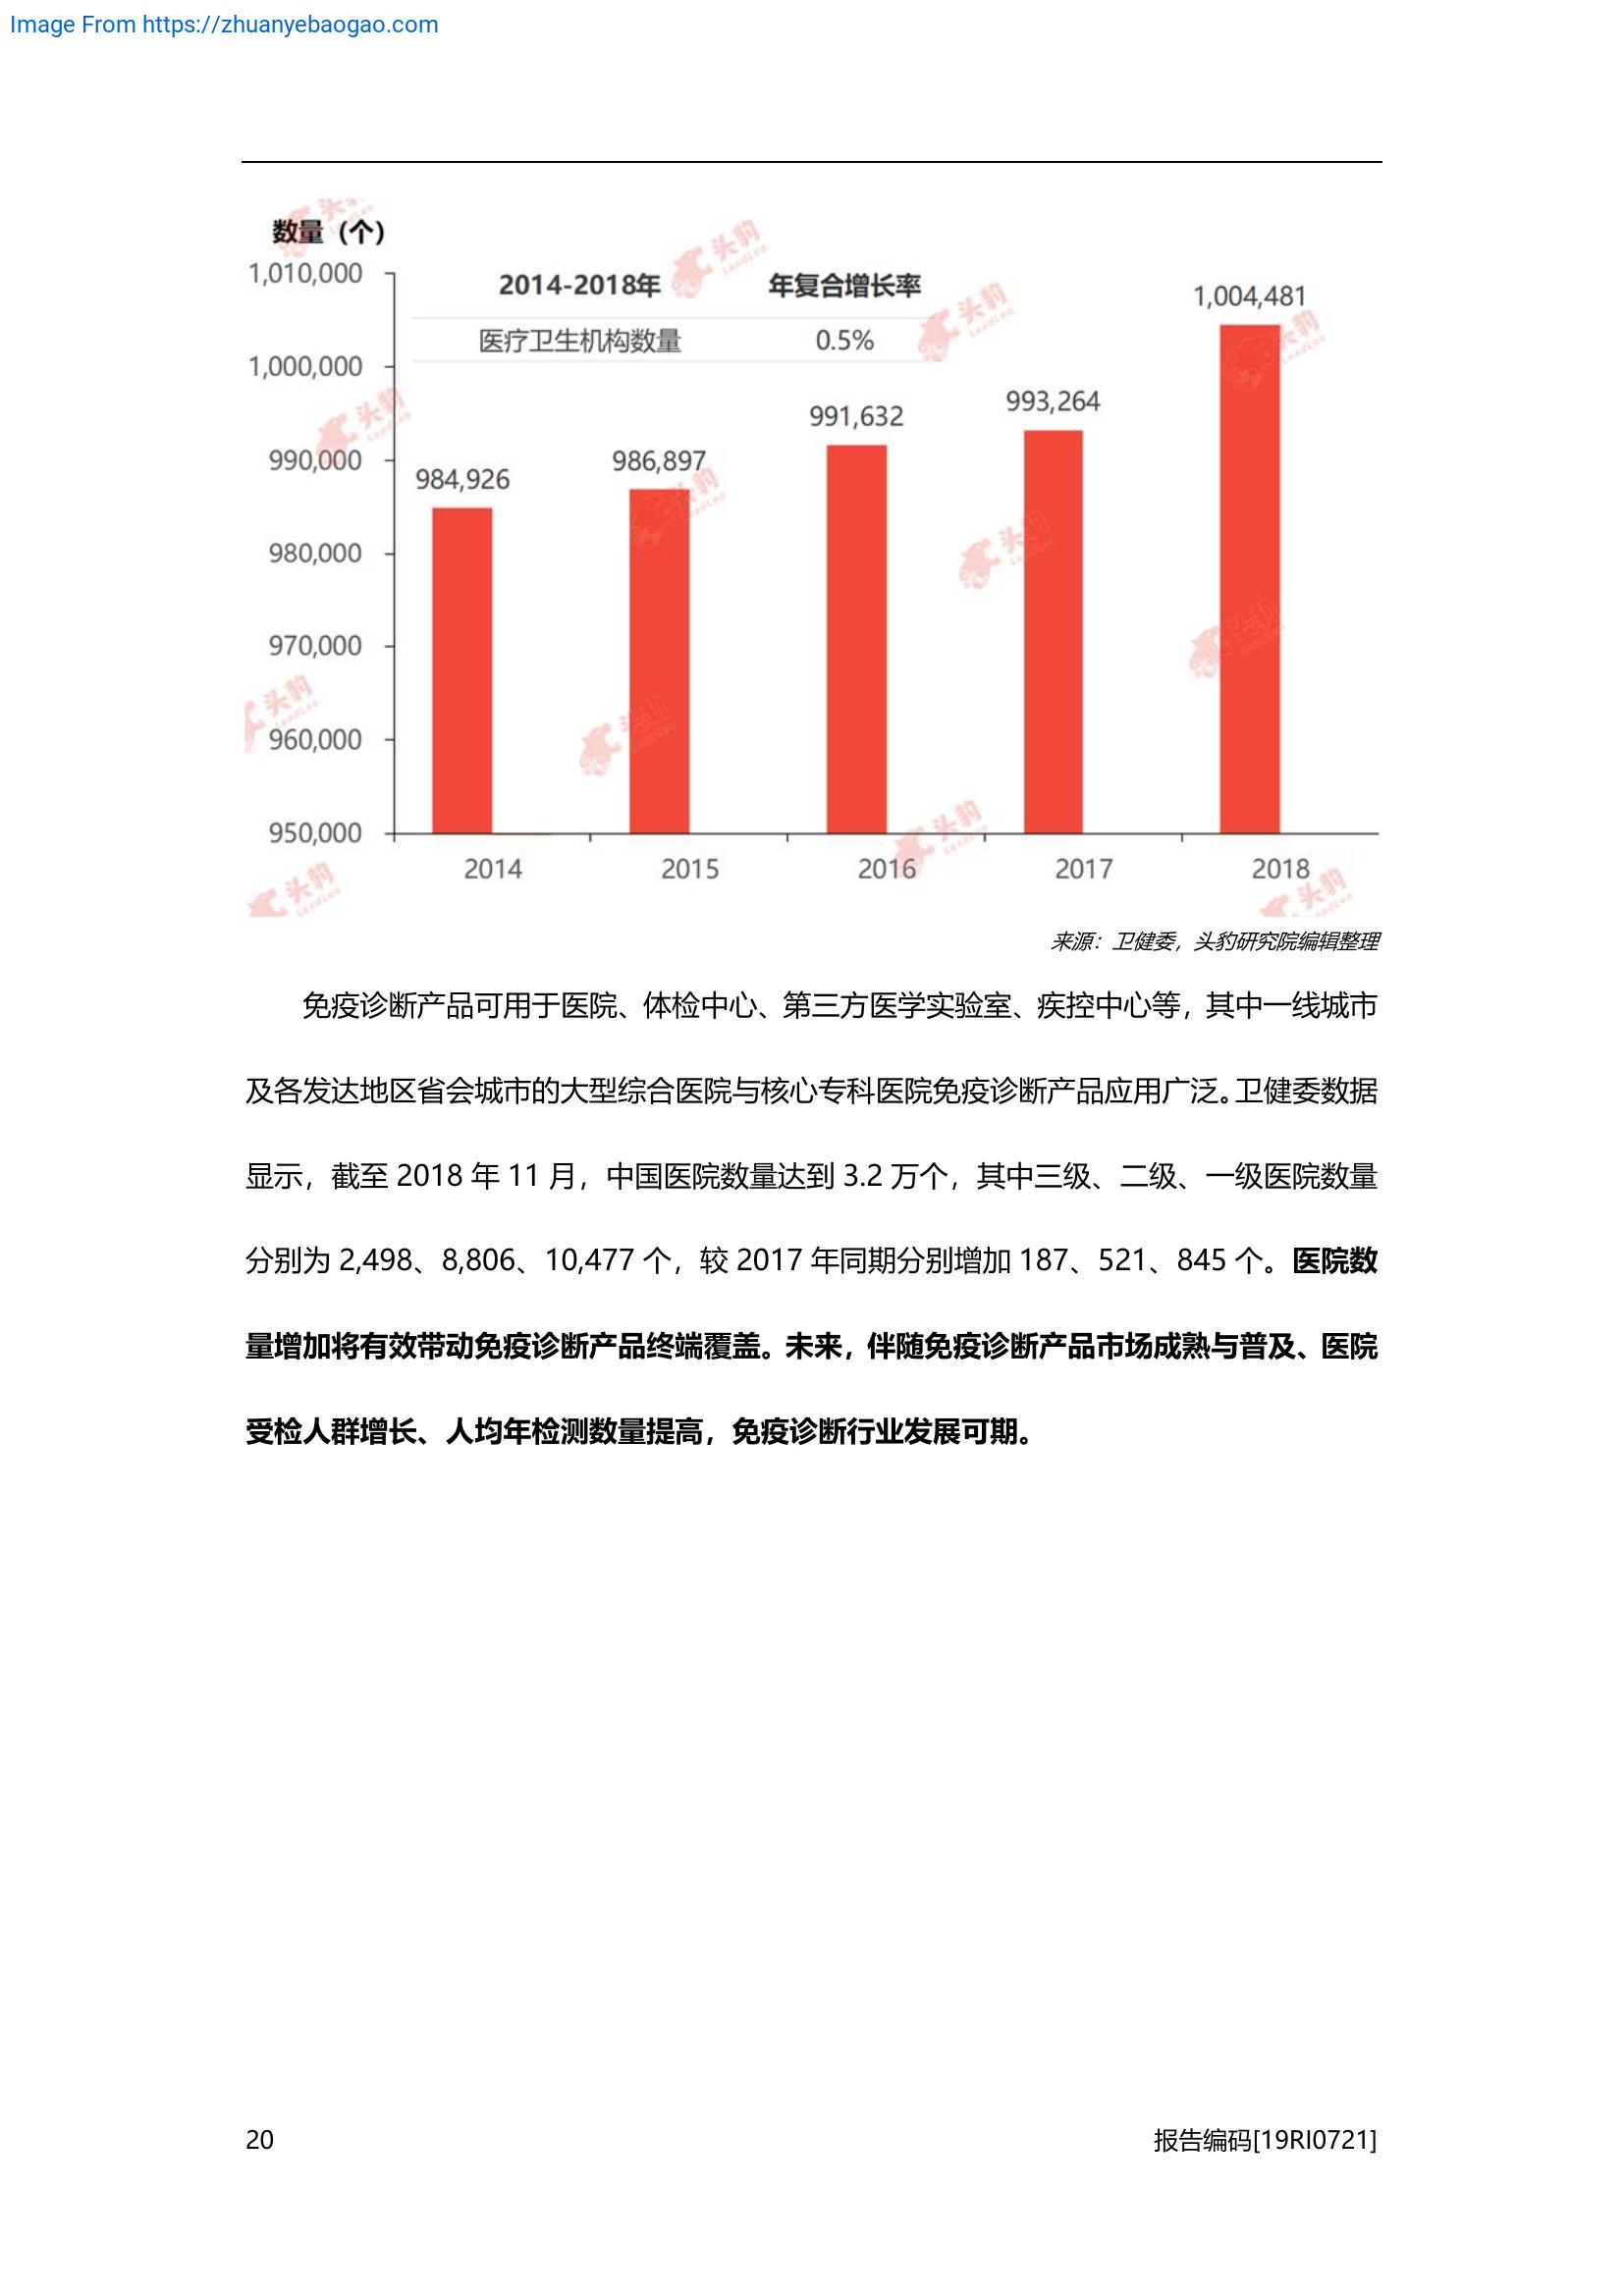 Image From https://zhuanyebaogao.com
数量（个）
1,010,000
1,000,000
990,000
980,000
970,000
960,000
950,000
2014-2018年 年复合增长率
医疗卫生机构数量 0.5%
984,926
986,897
991,632
993,264
1,004,481
2014 2015 2016 2017 2018
头豹
LeadLeo
来源：卫健委，头豹研究院编辑整理
免疫诊断产品可用于医院、体检中心、第三方医学实验室、疾控中心等，其中一线城市
及各发达地区省会城市的大型综合医院与核心专科医院免疫诊断产品应用广泛。卫健委数据
显示，截至 2018 年 11 月，中国医院数量达到 3.2 万个，其中三级、二级、一级医院数量
分别为 2,498、8,806、10,477 个，较 2017 年同期分别增加 187、521、845 个。医院数
量增加将有效带动免疫诊断产品终端覆盖。未来，伴随免疫诊断产品市场成熟与普及、医院
受检人群增长、人均年检测数量提高，免疫诊断行业发展可期。
20 报告编码[19RI0721]